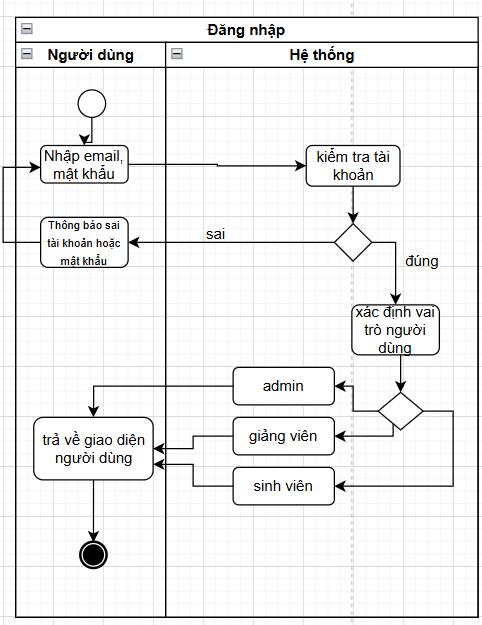 Đăng nhập
Người dùng
Hệ thống
Nhập email,
mật khẩu
kiểm tra tài
khoản
Thông báo sai
tài khoản hoặc
mật khẩu
sai
đúng
xác định vai
trò người
dùng
admin
giảng viên
sinh viên
trả về giao diện
người dùng